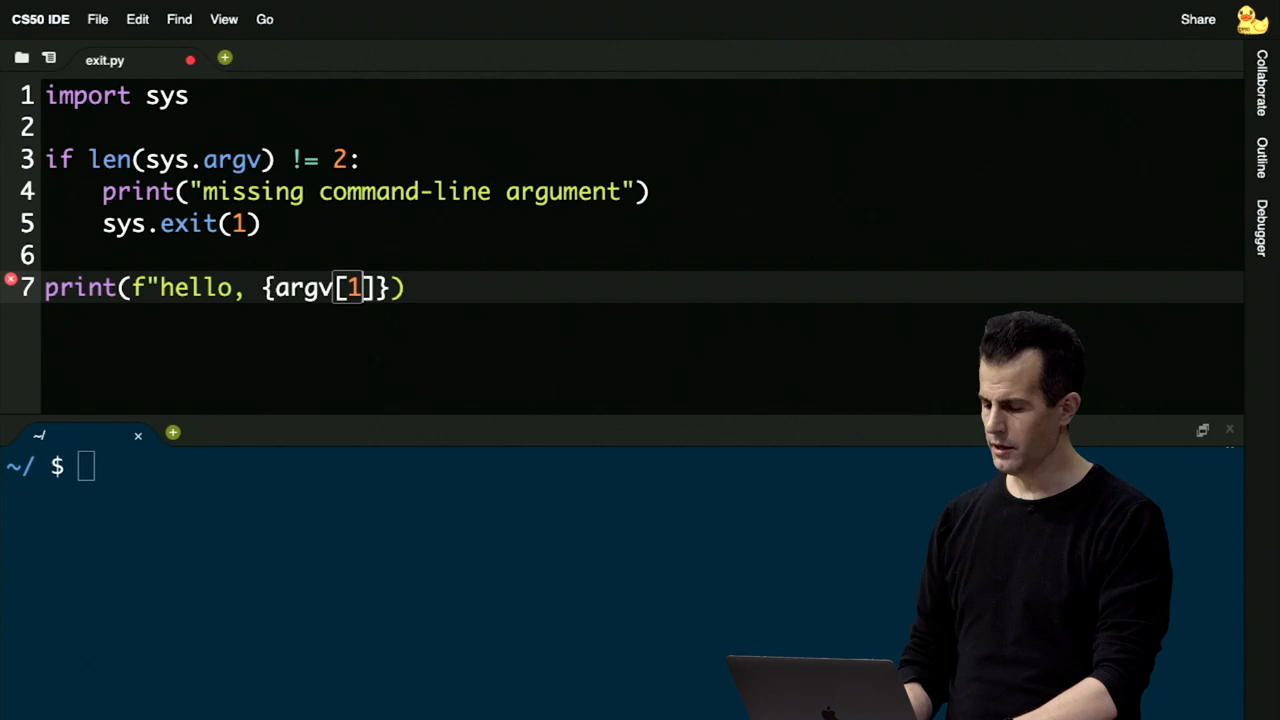 CS50 IDE File Edit Find View Go Share
exit.py
1 import sys
2
3 if len(sys.argv) != 2:
4     print("missing command-line argument")
5     sys.exit(1)
6
7 print(f"hello, {argv[1]})
~/
~/ $
Collaborate
Outline
Debugger